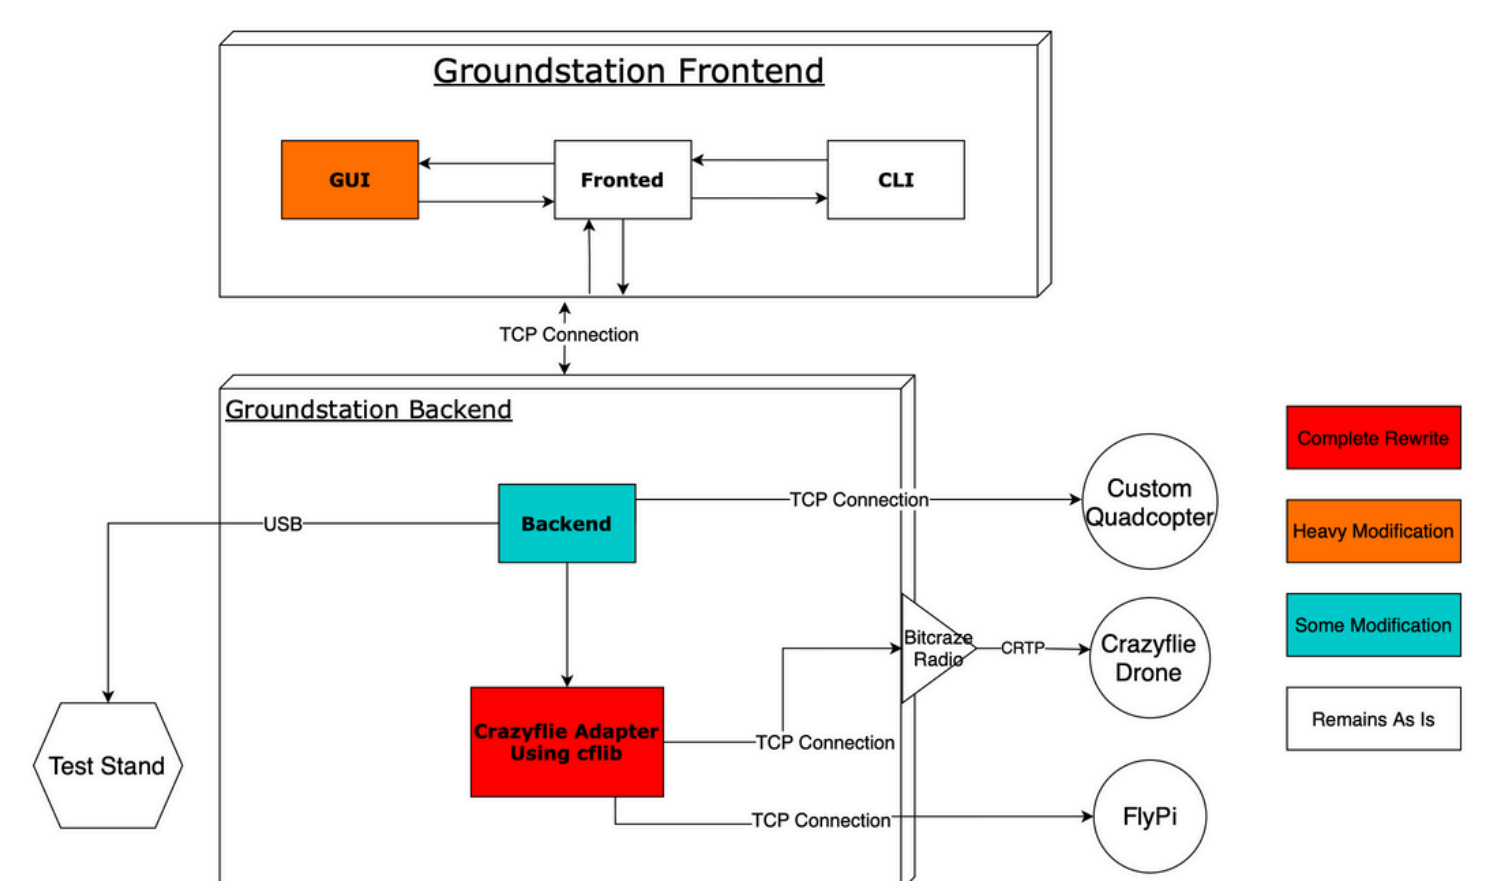 Groundstation Frontend
GUI
Fronted
CLI
TCP Connection
Groundstation Backend
Backend
USB
TCP Connection
Custom
Quadcopter
Bitcraze
Radio
CRTP
Crazyflie
Drone
Crazyflie Adapter
Using cflib
TCP Connection
TCP Connection
FlyPi
Test Stand
Complete Rewrite
Heavy Modification
Some Modification
Remains As Is